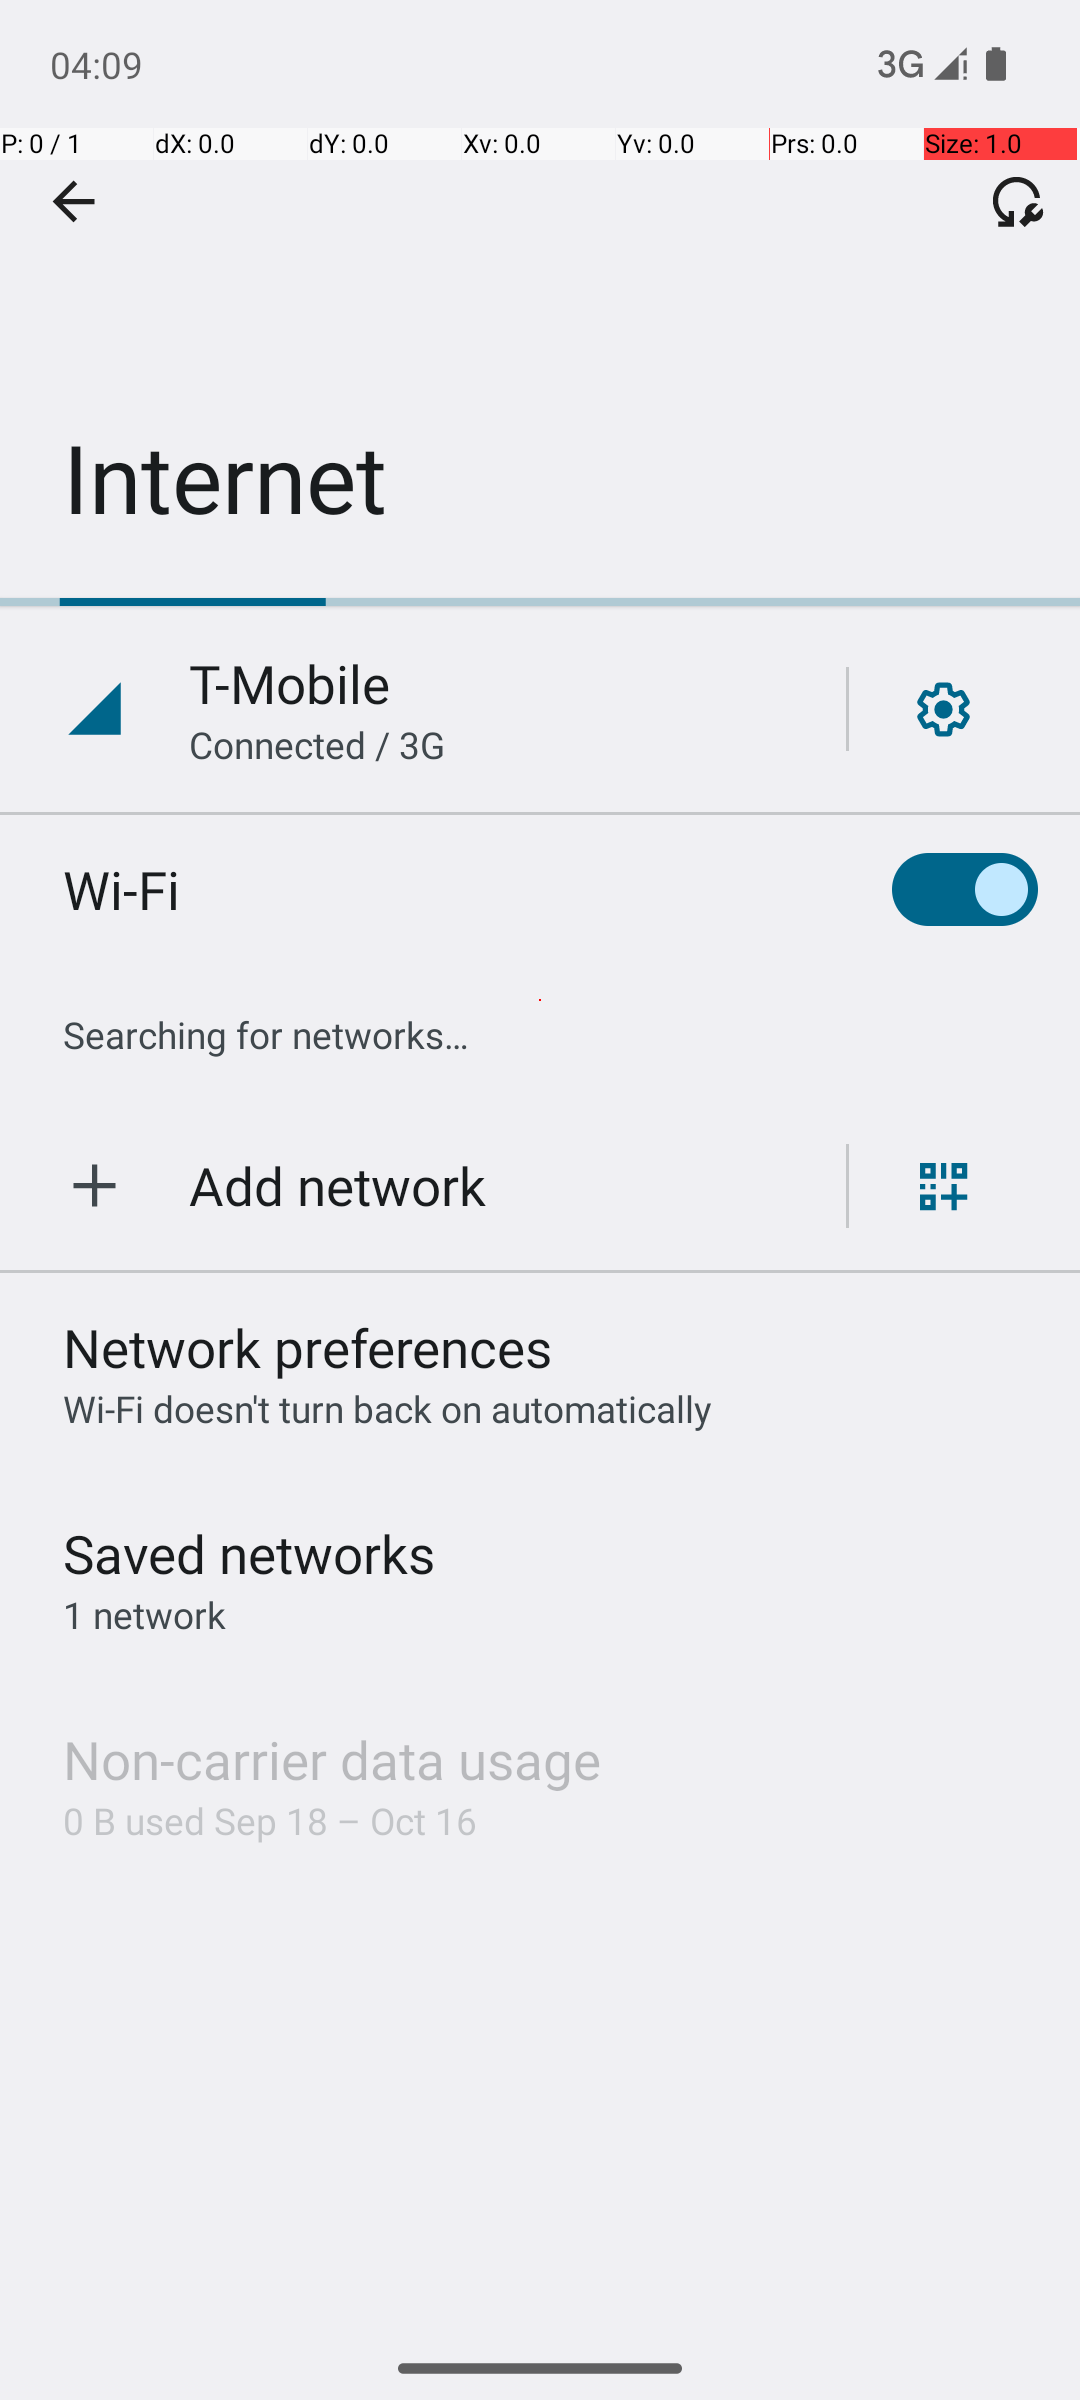 04:09 3G
P: 0 / 1 dX: 0.0 dY: 0.0 Xv: 0.0 Yv: 0.0 Prs: 0.0 Size: 1.0
Internet
T-Mobile
Connected / 3G
Wi-Fi
Searching for networks…
Add network
Network preferences
Wi-Fi doesn't turn back on automatically
Saved networks
1 network
Non-carrier data usage
0 B used Sep 18 – Oct 16